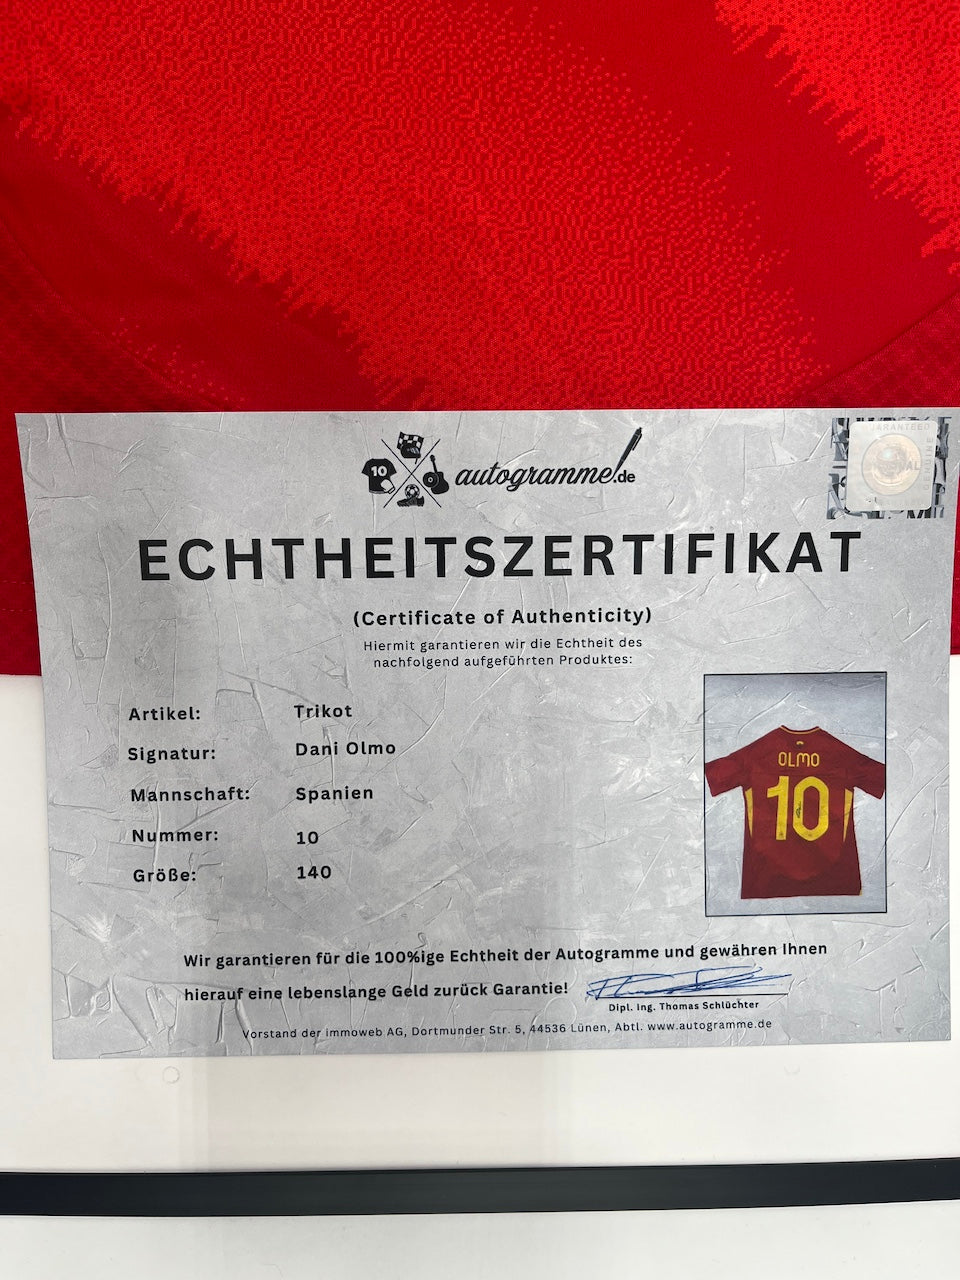 10
autogramme.de
ECHTHEITSZERTIFIKAT
(Certificate of Authenticity)
Hiermit garantieren wir die Echtheit des
nachfolgend aufgeführten Produktes:
Artikel: Trikot
Signatur: Dani Olmo
Mannschaft: Spanien
Nummer: 10
Größe: 140
OLMO
10
Wir garantieren für die 100%ige Echtheit der Autogramme und gewähren Ihnen
hierauf eine lebenslange Geld zurück Garantie!
Dipl. ing. Thomas Schlüchter
Vorstand der immoweb AG, Dortmunder Str. 5, 44536 Lünen, Abtl. www.autogramme.de